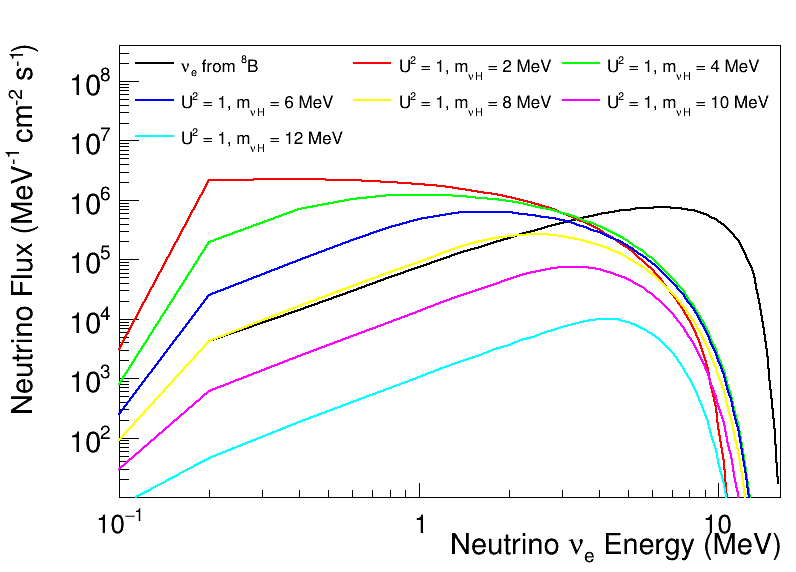 Neutrino Flux (MeV⁻¹ cm⁻² s⁻¹)
10⁸
10⁷
10⁶
10⁵
10⁴
10³
10²
νₑ from ⁸B
U² = 1, m_νH = 2 MeV
U² = 1, m_νH = 4 MeV
U² = 1, m_νH = 6 MeV
U² = 1, m_νH = 8 MeV
U² = 1, m_νH = 10 MeV
U² = 1, m_νH = 12 MeV
10⁻¹ 1 10
Neutrino νₑ Energy (MeV)